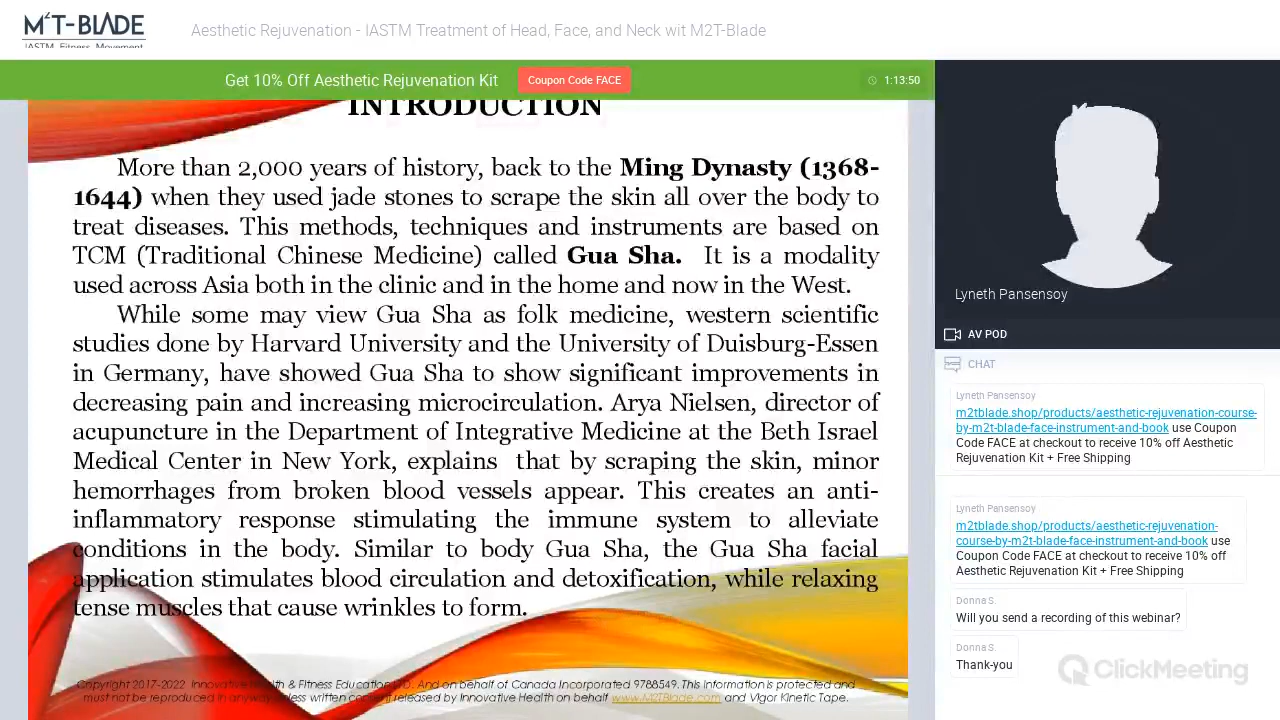 M²T-BLADE
IASTM Fitness Movement
Aesthetic Rejuvenation - IASTM Treatment of Head, Face, and Neck wit M2T-Blade
Get 10% Off Aesthetic Rejuvenation Kit
Coupon Code FACE
1:13:50
INTRODUCTION
More than 2,000 years of history, back to the Ming Dynasty (1368-
1644) when they used jade stones to scrape the skin all over the body to
treat diseases. This methods, techniques and instruments are based on
TCM (Traditional Chinese Medicine) called Gua Sha. It is a modality
used across Asia both in the clinic and in the home and now in the West.
While some may view Gua Sha as folk medicine, western scientific
studies done by Harvard University and the University of Duisburg-Essen
in Germany, have showed Gua Sha to show significant improvements in
decreasing pain and increasing microcirculation. Arya Nielsen, director of
acupuncture in the Department of Integrative Medicine at the Beth Israel
Medical Center in New York, explains that by scraping the skin, minor
hemorrhages from broken blood vessels appear. This creates an anti-
inflammatory response stimulating the immune system to alleviate
conditions in the body. Similar to body Gua Sha, the Gua Sha facial
application stimulates blood circulation and detoxification, while relaxing
tense muscles that cause wrinkles to form.
Copyright 2017-2022 Innovative Health & Fitness Education LTD. And on behalf of Canada Incorporated 9788549. This Information is protected and
must not be reproduced in anyway unless written consent released by Innovative Health on behalf www.M2TBlade.com and Vigor Kinetic Tape.
Lyneth Pansensoy
AV POD
CHAT
Lyneth Pansensoy
m2tblade.shop/products/aesthetic-rejuvenation-course-
by-m2t-blade-face-instrument-and-book use Coupon
Code FACE at checkout to receive 10% off Aesthetic
Rejuvenation Kit + Free Shipping
Lyneth Pansensoy
m2tblade.shop/products/aesthetic-rejuvenation-
course-by-m2t-blade-face-instrument-and-book use
Coupon Code FACE at checkout to receive 10% off
Aesthetic Rejuvenation Kit + Free Shipping
Donna S.
Will you send a recording of this webinar?
Donna S.
Thank-you
ClickMeeting